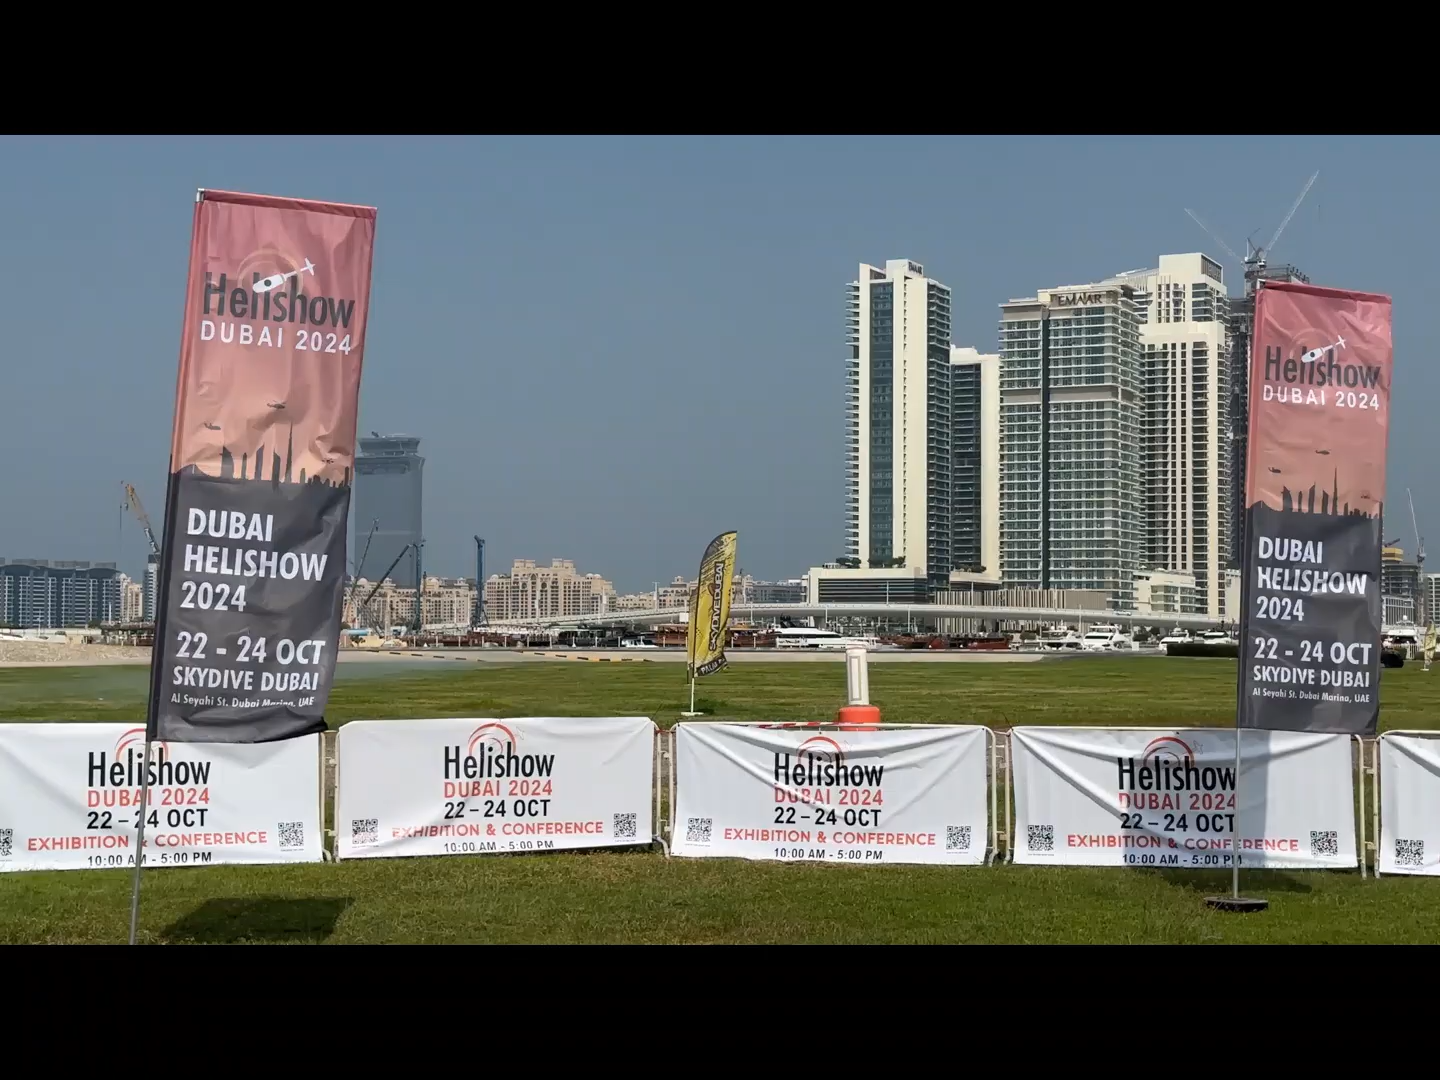 Helishow
DUBAI 2024
DUBAI
HELISHOW
2024
22 - 24 OCT
SKYDIVE DUBAI
Al Seyahi St. Dubai Marina, UAE
EMAAR
Helishow
DUBAI 2024
DUBAI
HELISHOW
2024
22 - 24 OCT
SKYDIVE DUBAI
Al Seyahi St. Dubai Marina, UAE
SKYDIVE DUBAI
Helishow
DUBAI 2024
22 - 24 OCT
EXHIBITION & CONFERENCE
10:00 AM - 5:00 PM
Helishow
DUBAI 2024
22 - 24 OCT
EXHIBITION & CONFERENCE
10:00 AM - 5:00 PM
Helishow
DUBAI 2024
22 - 24 OCT
EXHIBITION & CONFERENCE
10:00 AM - 5:00 PM
Helishow
DUBAI 2024
22 - 24 OCT
EXHIBITION & CONFERENCE
10:00 AM - 5:00 PM